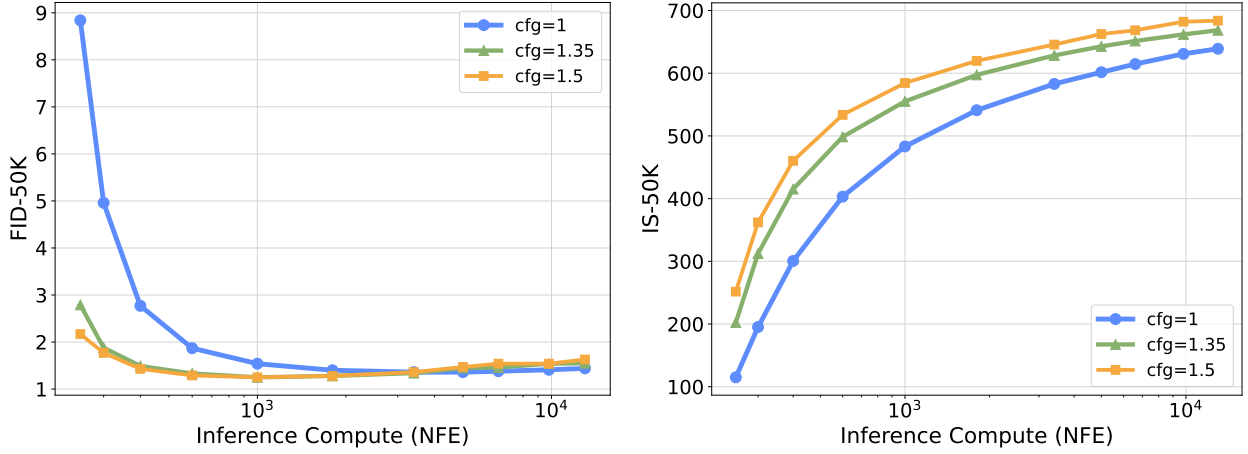 9
8
7
6
5
4
3
2
1
FID-50K
cfg=1
cfg=1.35
cfg=1.5
10³
10⁴
Inference Compute (NFE)
700
600
500
400
300
200
100
IS-50K
cfg=1
cfg=1.35
cfg=1.5
10³
10⁴
Inference Compute (NFE)